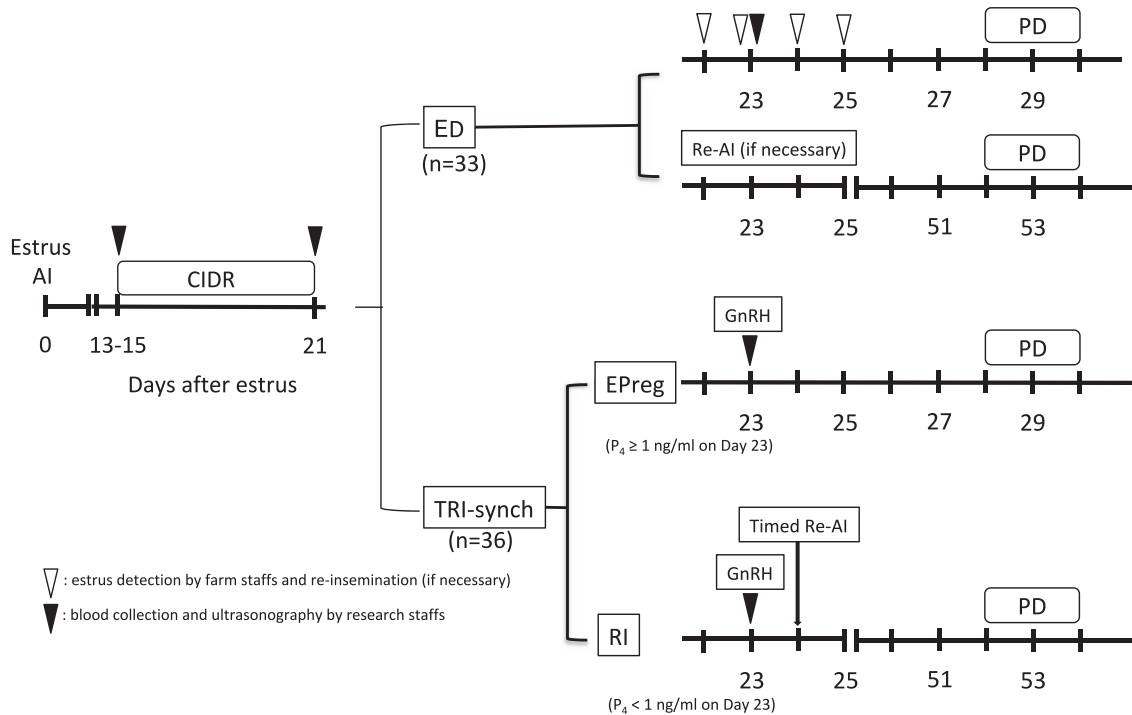 Estrus
AI
CIDR
0
13-15
21
Days after estrus
ED
(n=33)
PD
23
25
27
29
Re-AI (if necessary)
PD
23
25
51
53
TRI-synch
(n=36)
EPreg
(P₄ ≥ 1 ng/ml on Day 23)
GnRH
PD
23
25
27
29
RI
(P₄ < 1 ng/ml on Day 23)
Timed Re-AI
GnRH
PD
23
25
51
53
: estrus detection by farm staffs and re-insemination (if necessary)
: blood collection and ultrasonography by research staffs